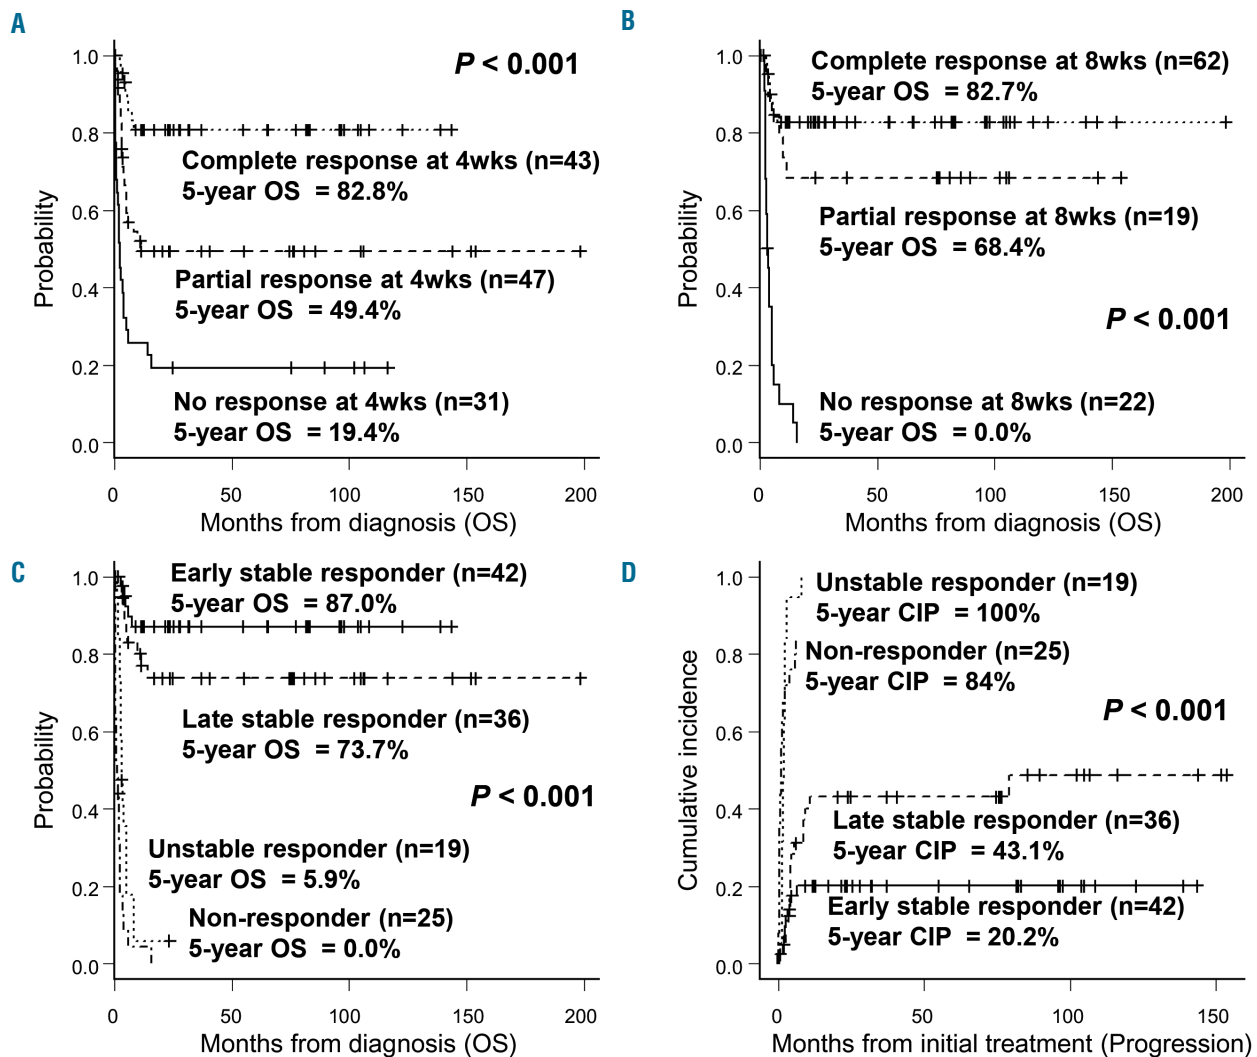 A
1.0
0.8
0.6
0.4
0.2
0.0
Probability
P < 0.001
Complete response at 4wks (n=43)
5-year OS = 82.8%
Partial response at 4wks (n=47)
5-year OS = 49.4%
No response at 4wks (n=31)
5-year OS = 19.4%
0 50 100 150 200
Months from diagnosis (OS)
B
1.0
0.8
0.6
0.4
0.2
0.0
Probability
Complete response at 8wks (n=62)
5-year OS = 82.7%
Partial response at 8wks (n=19)
5-year OS = 68.4%
P < 0.001
No response at 8wks (n=22)
5-year OS = 0.0%
0 50 100 150 200
Months from diagnosis (OS)
C
1.0
0.8
0.6
0.4
0.2
0.0
Probability
Early stable responder (n=42)
5-year OS = 87.0%
Late stable responder (n=36)
5-year OS = 73.7%
P < 0.001
Unstable responder (n=19)
5-year OS = 5.9%
Non-responder (n=25)
5-year OS = 0.0%
0 50 100 150 200
Months from diagnosis (OS)
D
1.0
0.8
0.6
0.4
0.2
0.0
Cumulative incidence
Unstable responder (n=19)
5-year CIP = 100%
Non-responder (n=25)
5-year CIP = 84%
P < 0.001
Late stable responder (n=36)
5-year CIP = 43.1%
Early stable responder (n=42)
5-year CIP = 20.2%
0 50 100 150
Months from initial treatment (Progression)